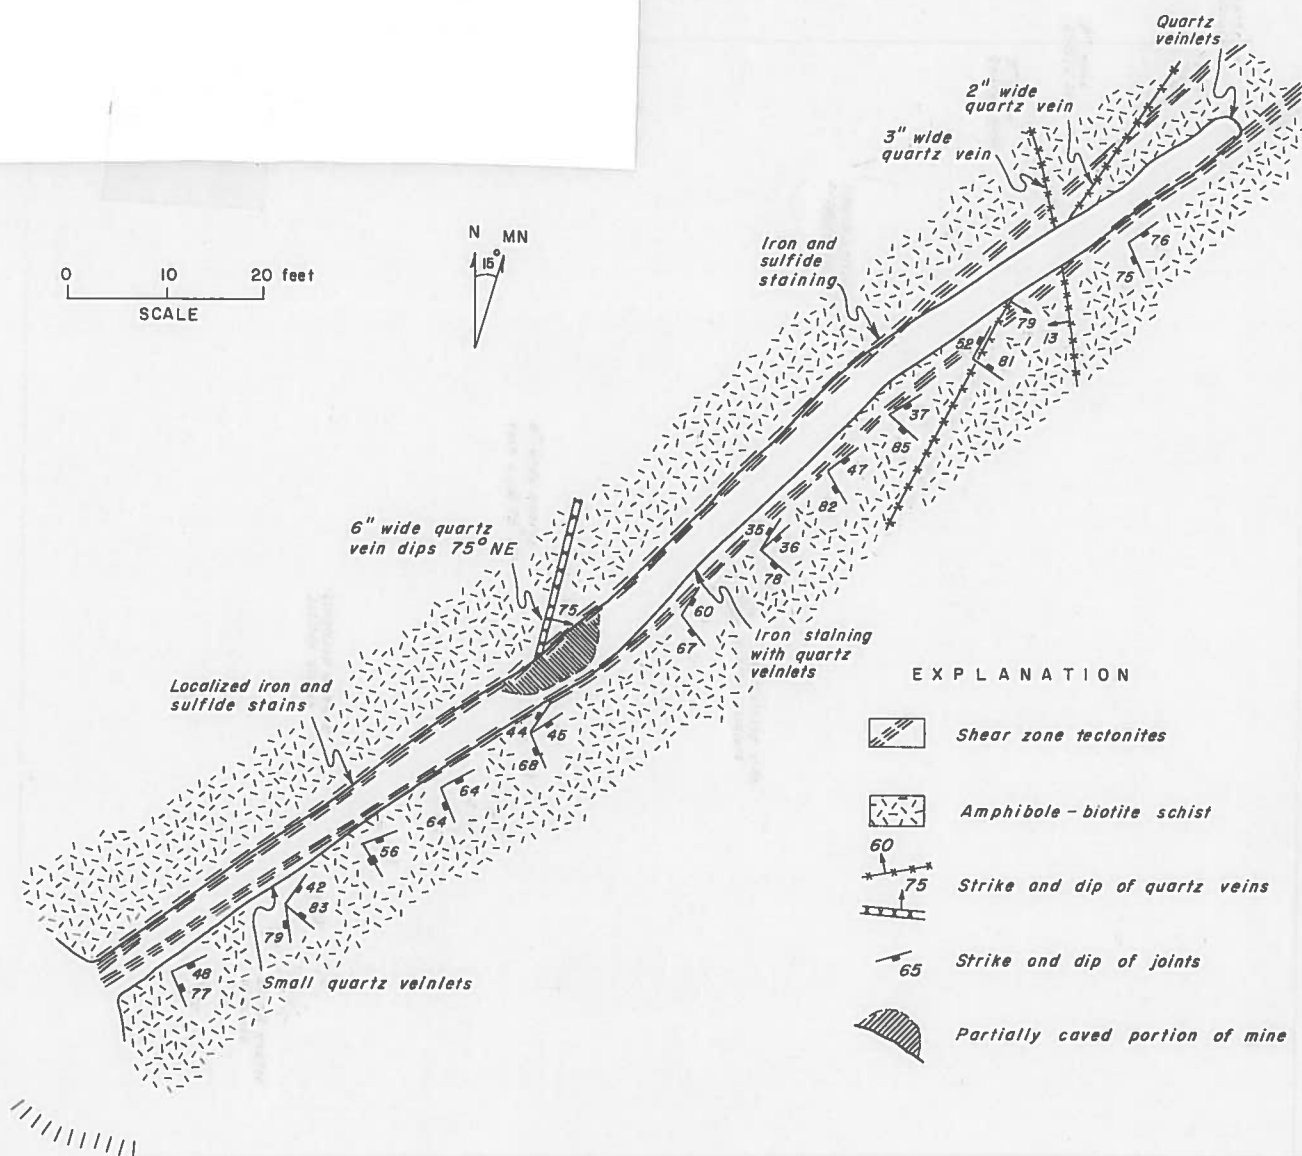 Quartz
veinlets
2" wide
quartz vein
3" wide
quartz vein
N MN
15°
Iron and
sulfide
staining
0 10 20 feet
SCALE
76
75
79
13
52
81
37
85
47
82
35
36
78
6" wide quartz
vein dips 75° NE
75
60
67
Iron staining
with quartz
veinlets
Localized iron and
sulfide stains
44
45
68
64
64
56
42
83
79
48
77
Small quartz veinlets
EXPLANATION
Shear zone tectonites
Amphibole - biotite schist
60
75
Strike and dip of quartz veins
65
Strike and dip of joints
Partially caved portion of mine